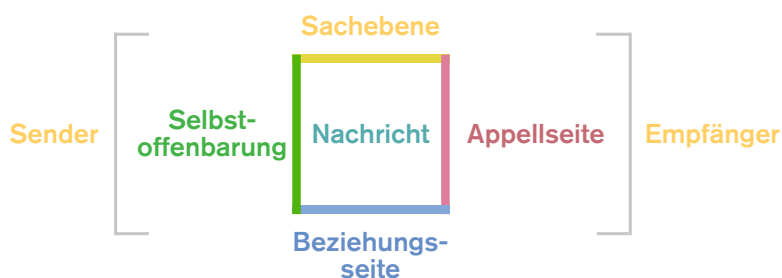 Sachebene
Sender
Selbst-
offenbarung
Nachricht
Appellseite
Empfänger
Beziehungs-
seite